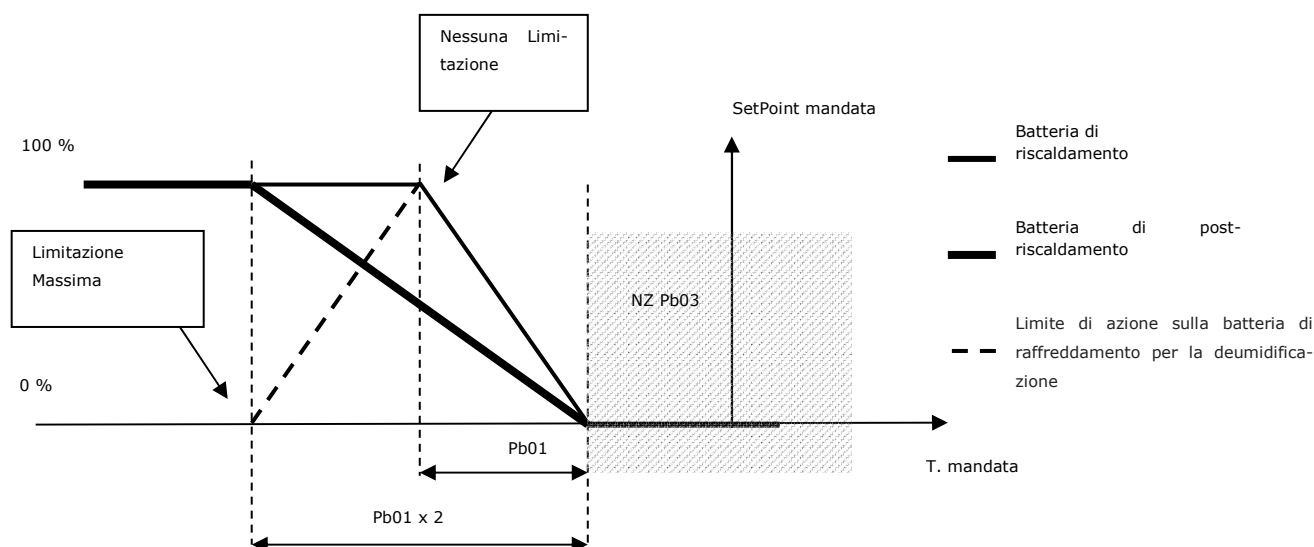 Nessuna Limi-
tazione
SetPoint mandata
100 %
Batteria di
riscaldamento
Limitazione
Massima
Batteria di post-
riscaldamento
NZ Pb03
Limite di azione sulla batteria di
raffreddamento per la deumidifica-
zione
0 %
Pb01
T. mandata
Pb01 x 2